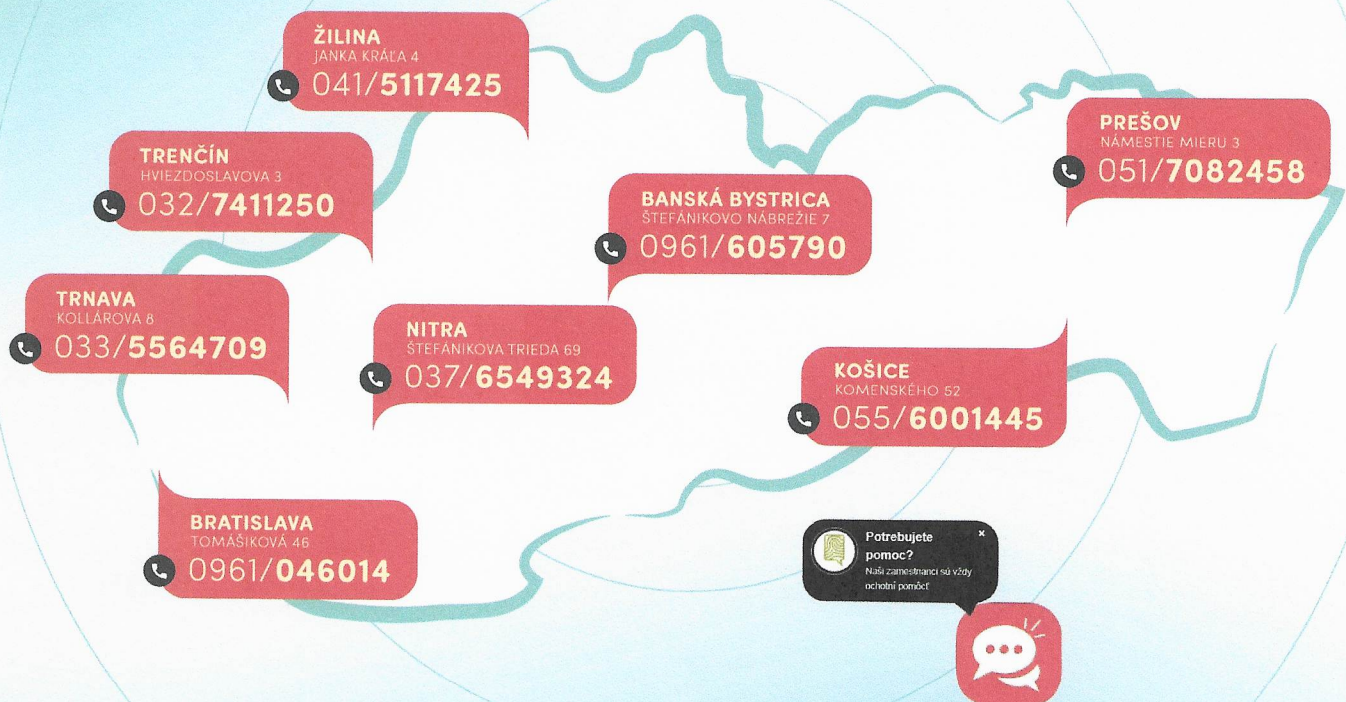 ŽILINA
JANKA KRÁĽA 4
041/5117425
PREŠOV
NÁMESTIE MIERU 3
051/7082458
TRENČÍN
HVIEZDOSLAVOVA 3
032/7411250
BANSKÁ BYSTRICA
ŠTEFÁNIKOVO NÁBREŽIE 7
0961/605790
TRNAVA
KOLLÁROVA 8
033/5564709
NITRA
ŠTEFÁNIKOVA TRIEDA 69
037/6549324
KOŠICE
KOMENSKÉHO 52
055/6001445
BRATISLAVA
TOMÁŠIKOVÁ 46
0961/046014
Potrebujete
pomoc?
Naši zamestnanci sú vždy
ochotní pomôcť